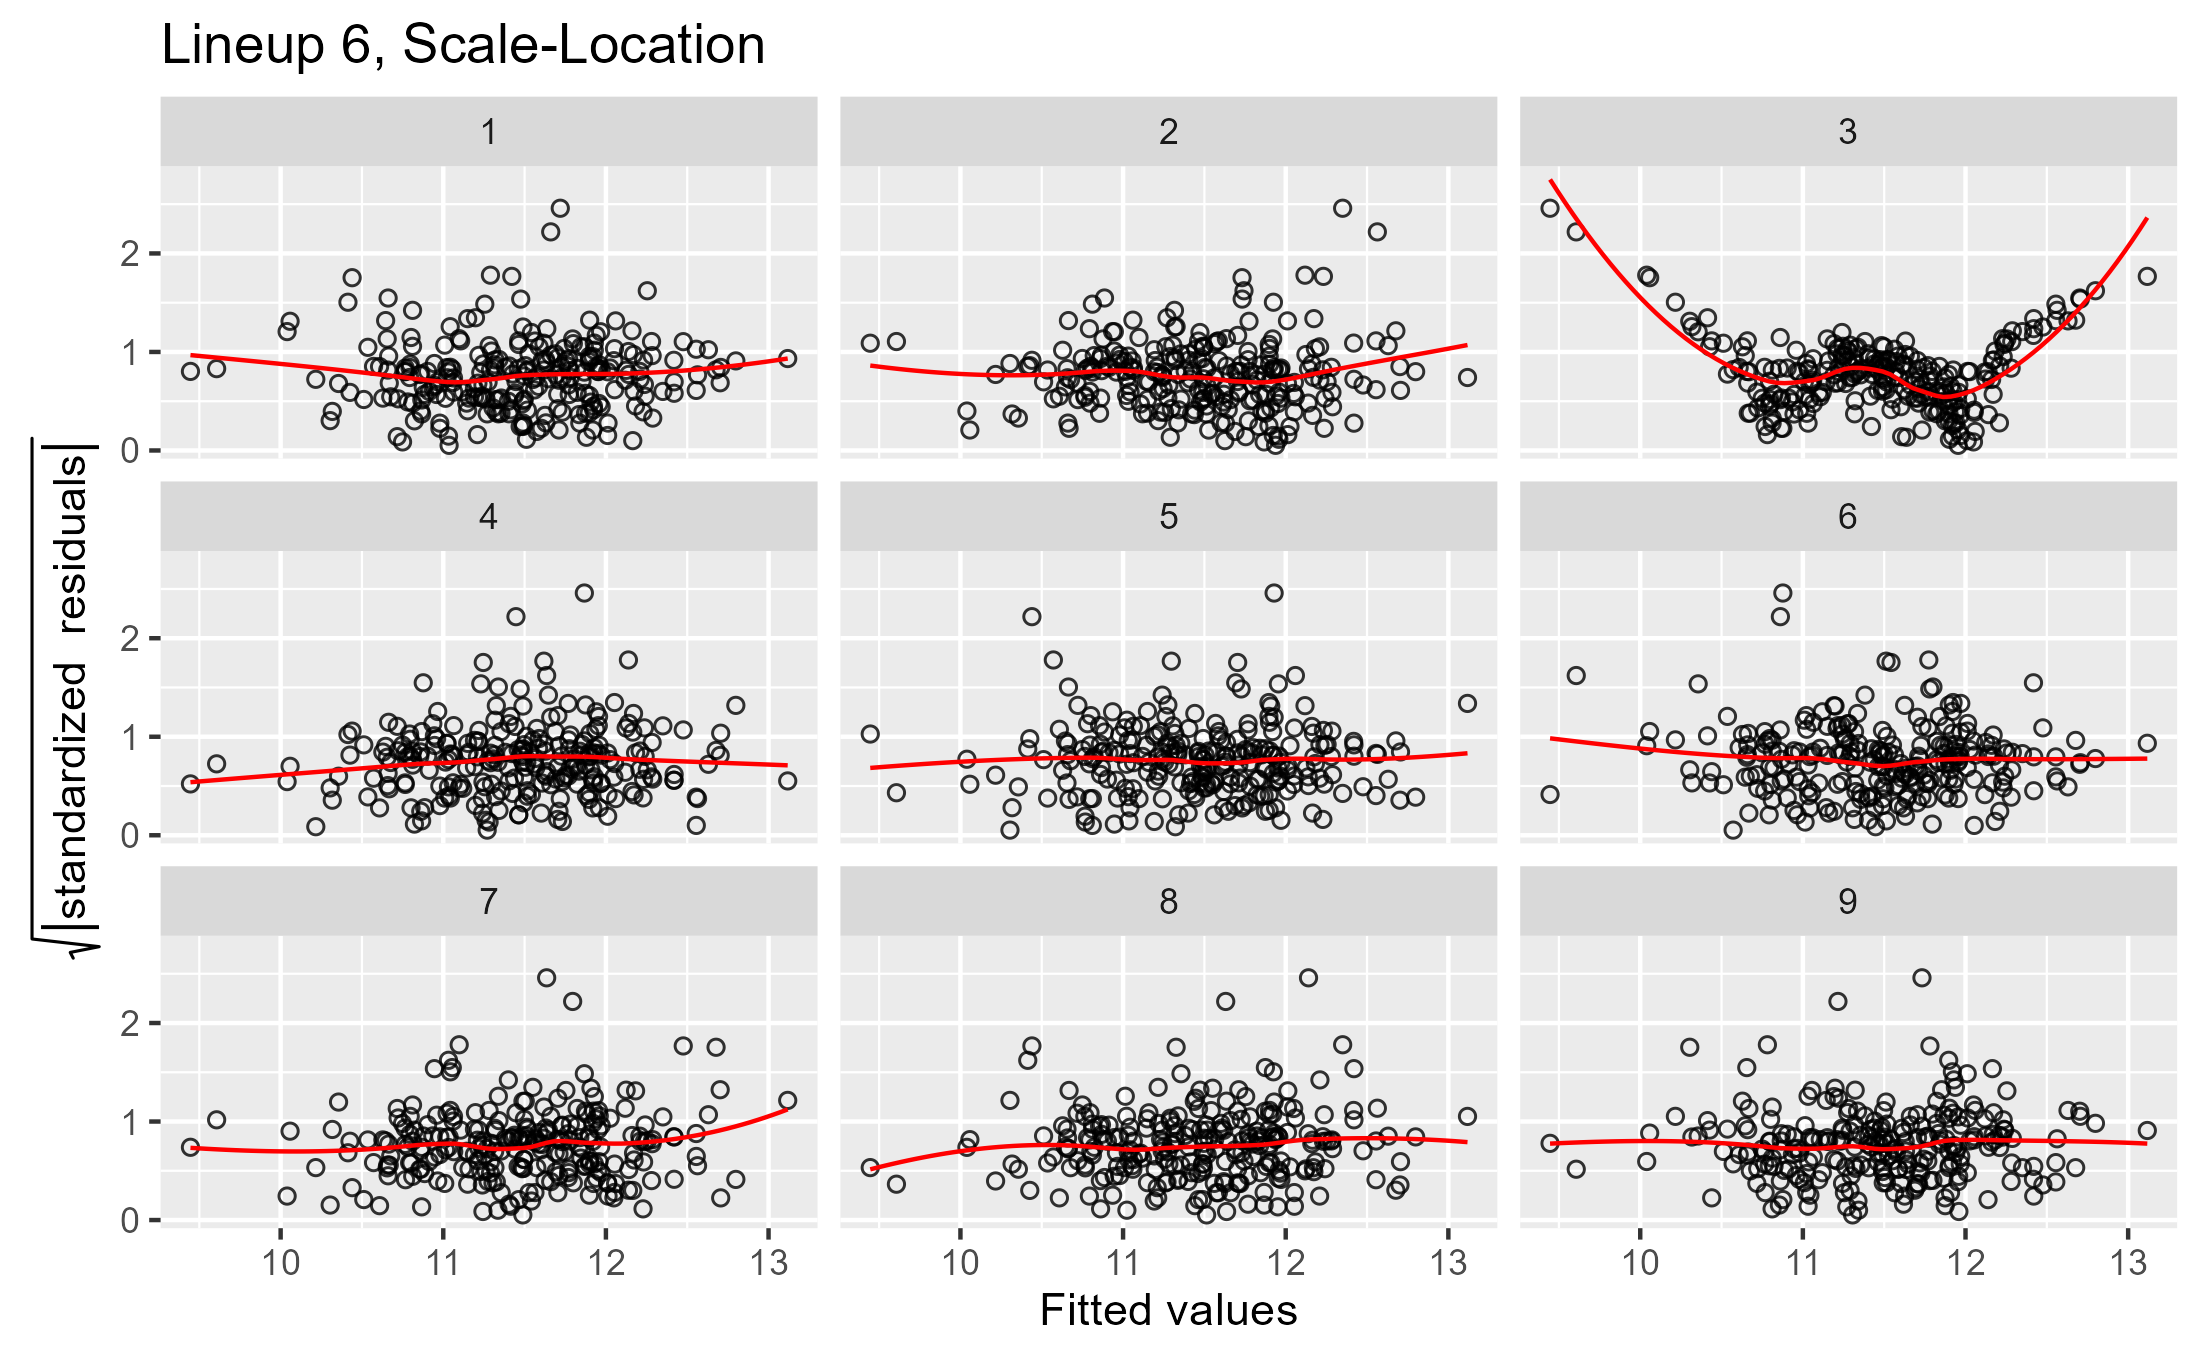 Lineup 6, Scale-Location
1 2 3
2
1
0
4 5 6
2
1
0
7 8 9
2
1
0
10 11 12 13 10 11 12 13 10 11 12 13
Fitted values
√|standardized residuals|